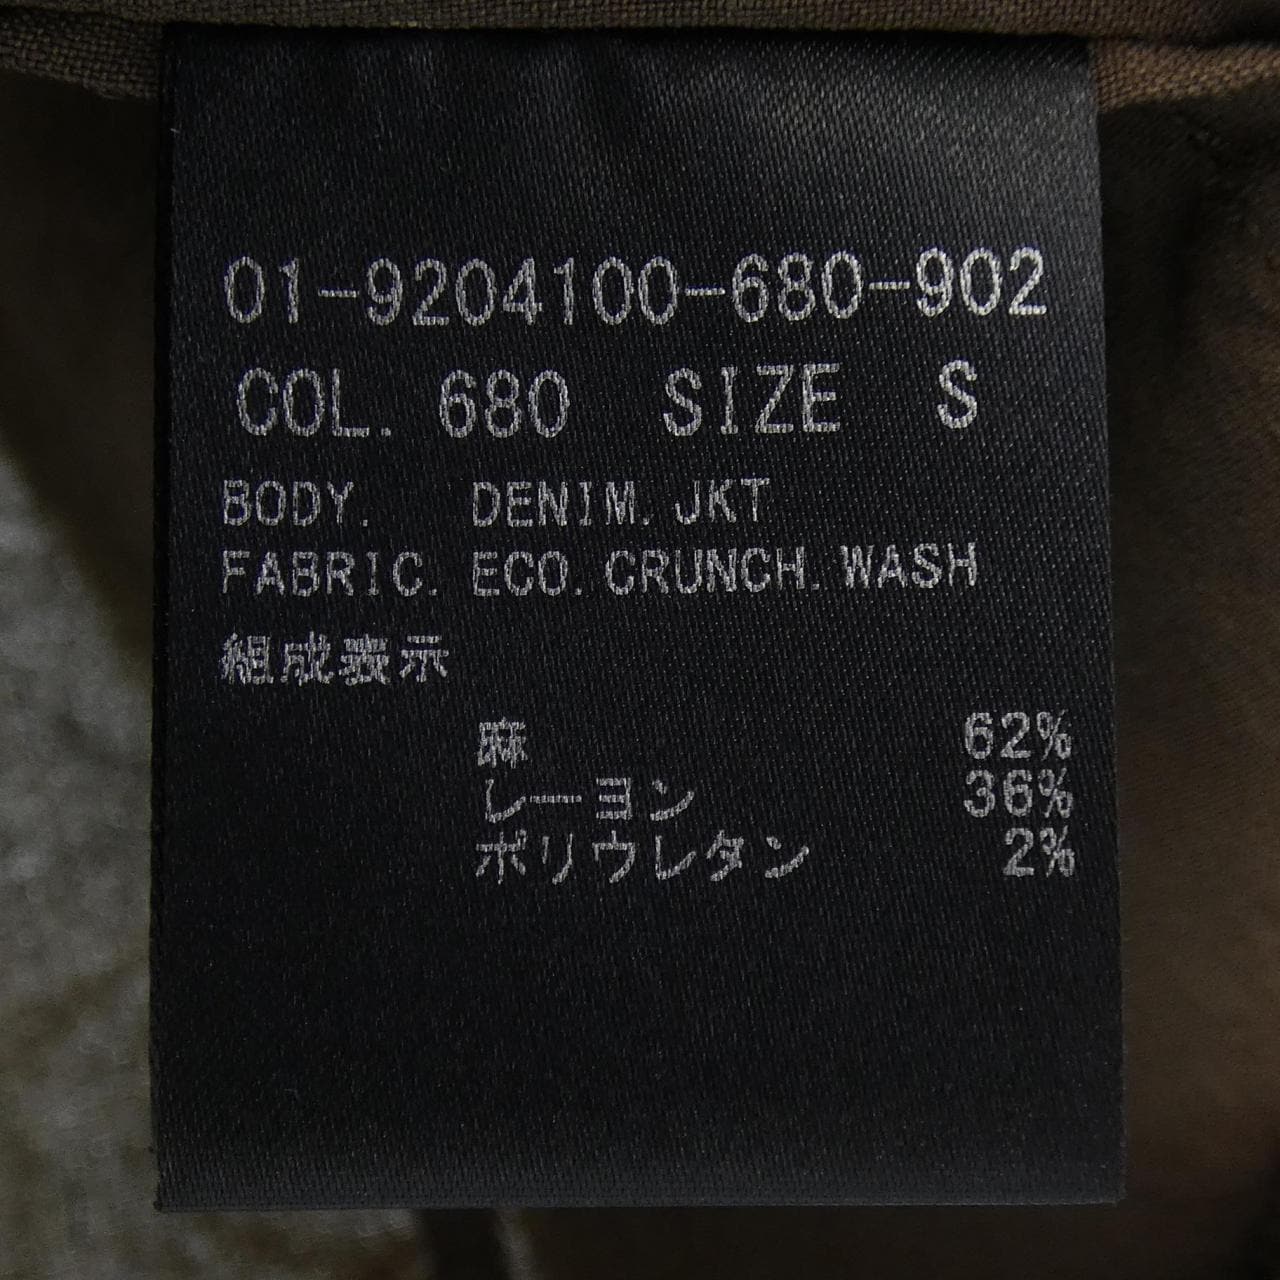 01-9204100-680-902
COL. 680 SIZE S
BODY. DENIM. JKT
FABRIC. ECO. CRUNCH. WASH
組成表示
麻 62%
レーヨン 36%
ポリウレタン 2%